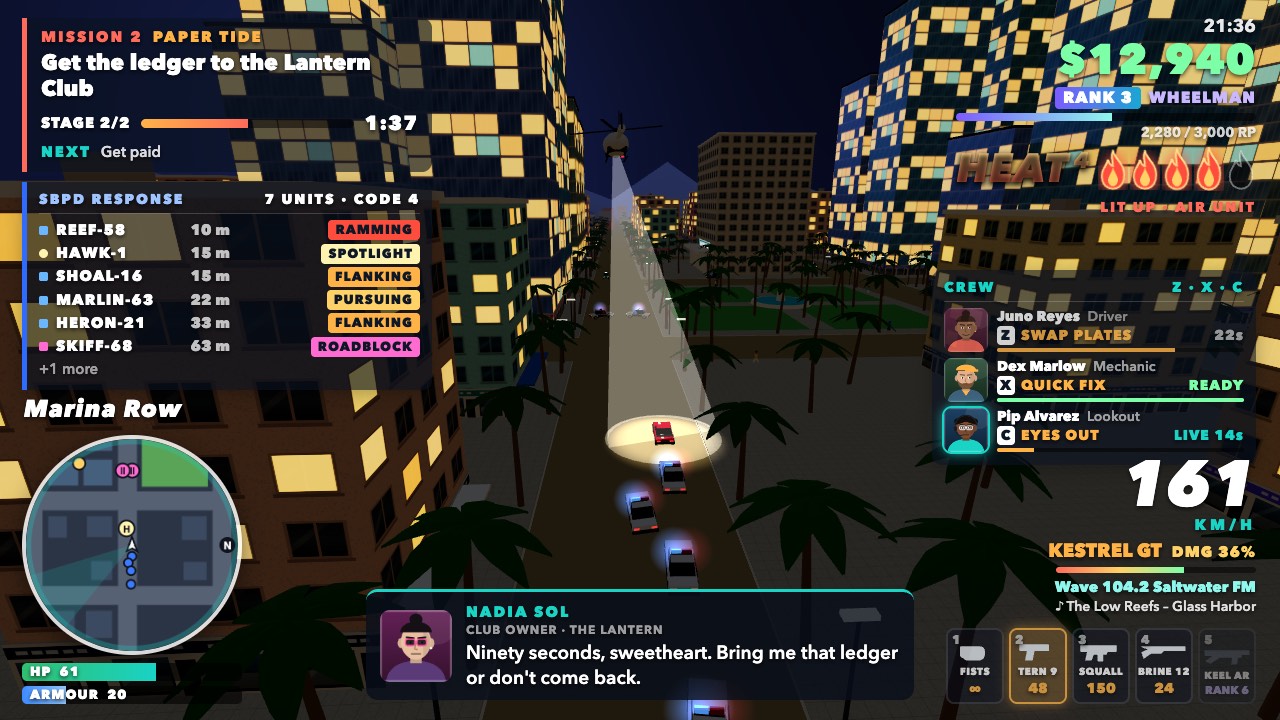 MISSION 2 PAPER TIDE
Get the ledger to the Lantern
Club
STAGE 2/2 1:37
NEXT Get paid
SBPD RESPONSE 7 UNITS · CODE 4
REEF-58 10 m RAMMING
HAWK-1 15 m SPOTLIGHT
SHOAL-16 15 m FLANKING
MARLIN-63 22 m PURSUING
HERON-21 33 m FLANKING
SKIFF-68 63 m ROADBLOCK
+1 more
Marina Row
H
N
HP 61
ARMOUR 20
21:36
$12,940
RANK 3 WHEELMAN
2,280 / 3,000 RP
HEAT 4
LIT UP · AIR UNIT
CREW Z · X · C
Juno Reyes Driver
Z SWAP PLATES 22s
Dex Marlow Mechanic
X QUICK FIX READY
Pip Alvarez Lookout
C EYES OUT LIVE 14s
161
KM/H
KESTREL GT DMG 36%
Wave 104.2 Saltwater FM
♪ The Low Reefs – Glass Harbor
NADIA SOL
CLUB OWNER · THE LANTERN
Ninety seconds, sweetheart. Bring me that ledger
or don't come back.
1 2 3 4 5
FISTS TERN 9 SQUALL BRINE 12 KEEL AR
∞ 48 150 24 RANK 6